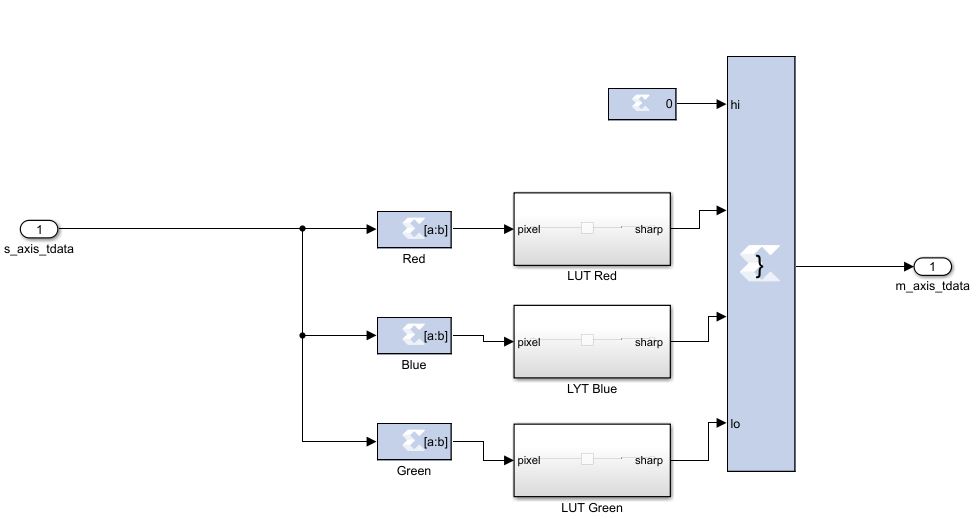 0
hi
1
s_axis_tdata
[a:b]
Red
pixel
sharp
LUT Red
}
1
m_axis_tdata
[a:b]
Blue
pixel
sharp
LYT Blue
lo
[a:b]
Green
pixel
sharp
LUT Green